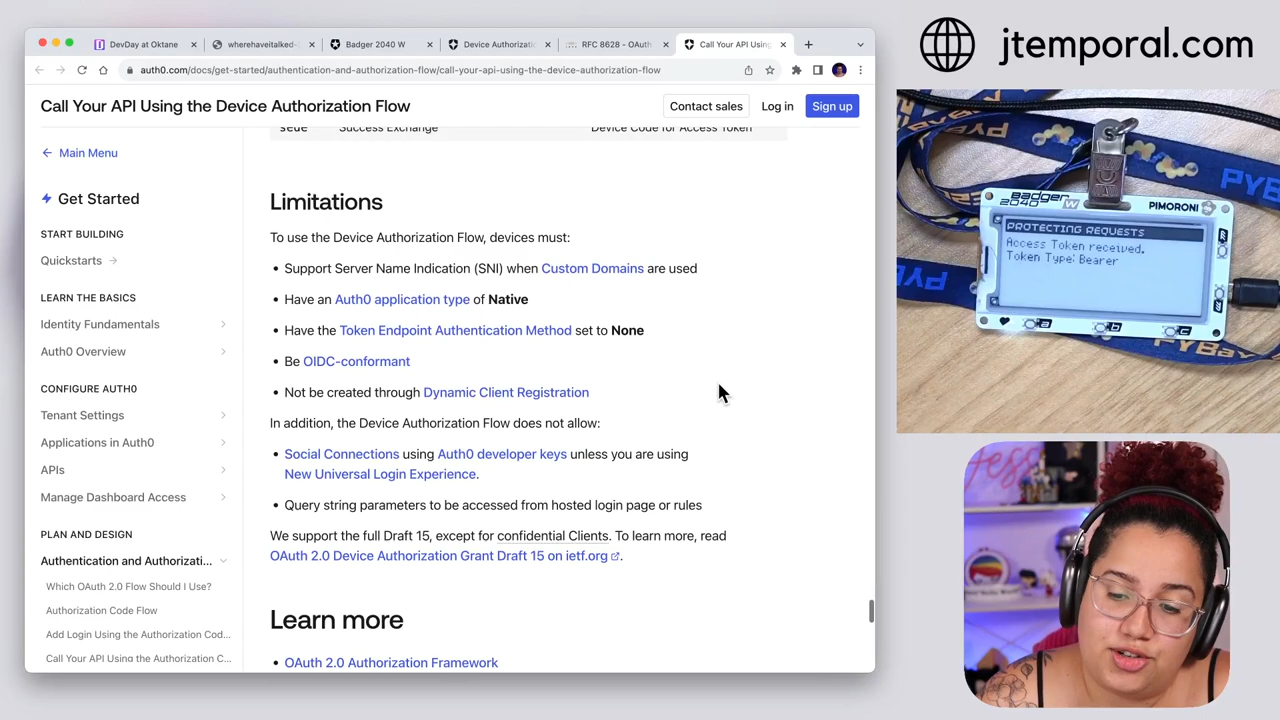 DevDay at Oktane
wherehaveitalked-
Badger 2040 W
Device Authorizati
RFC 8628 - OAuth
Call Your API Using
auth0.com/docs/get-started/authentication-and-authorization-flow/call-your-api-using-the-device-authorization-flow
Call Your API Using the Device Authorization Flow
Contact sales
Log in
Sign up
Main Menu
Get Started
START BUILDING
Quickstarts
LEARN THE BASICS
Identity Fundamentals
Auth0 Overview
CONFIGURE AUTH0
Tenant Settings
Applications in Auth0
APIs
Manage Dashboard Access
PLAN AND DESIGN
Authentication and Authorizati...
Which OAuth 2.0 Flow Should I Use?
Authorization Code Flow
Add Login Using the Authorization Cod...
Call Your API Using the Authorization C...
sede Success Exchange Device Code for Access Token
Limitations
To use the Device Authorization Flow, devices must:
• Support Server Name Indication (SNI) when Custom Domains are used
• Have an Auth0 application type of Native
• Have the Token Endpoint Authentication Method set to None
• Be OIDC-conformant
• Not be created through Dynamic Client Registration
In addition, the Device Authorization Flow does not allow:
• Social Connections using Auth0 developer keys unless you are using
New Universal Login Experience.
• Query string parameters to be accessed from hosted login page or rules
We support the full Draft 15, except for confidential Clients. To learn more, read
OAuth 2.0 Device Authorization Grant Draft 15 on ietf.org.
Learn more
• OAuth 2.0 Authorization Framework
jtemporal.com
PYBAY
PYB
PYBay
Badger
2040 W
PIMORONI
PROTECTING REQUESTS
Access Token received.
Token Type: Bearer
a
b
c